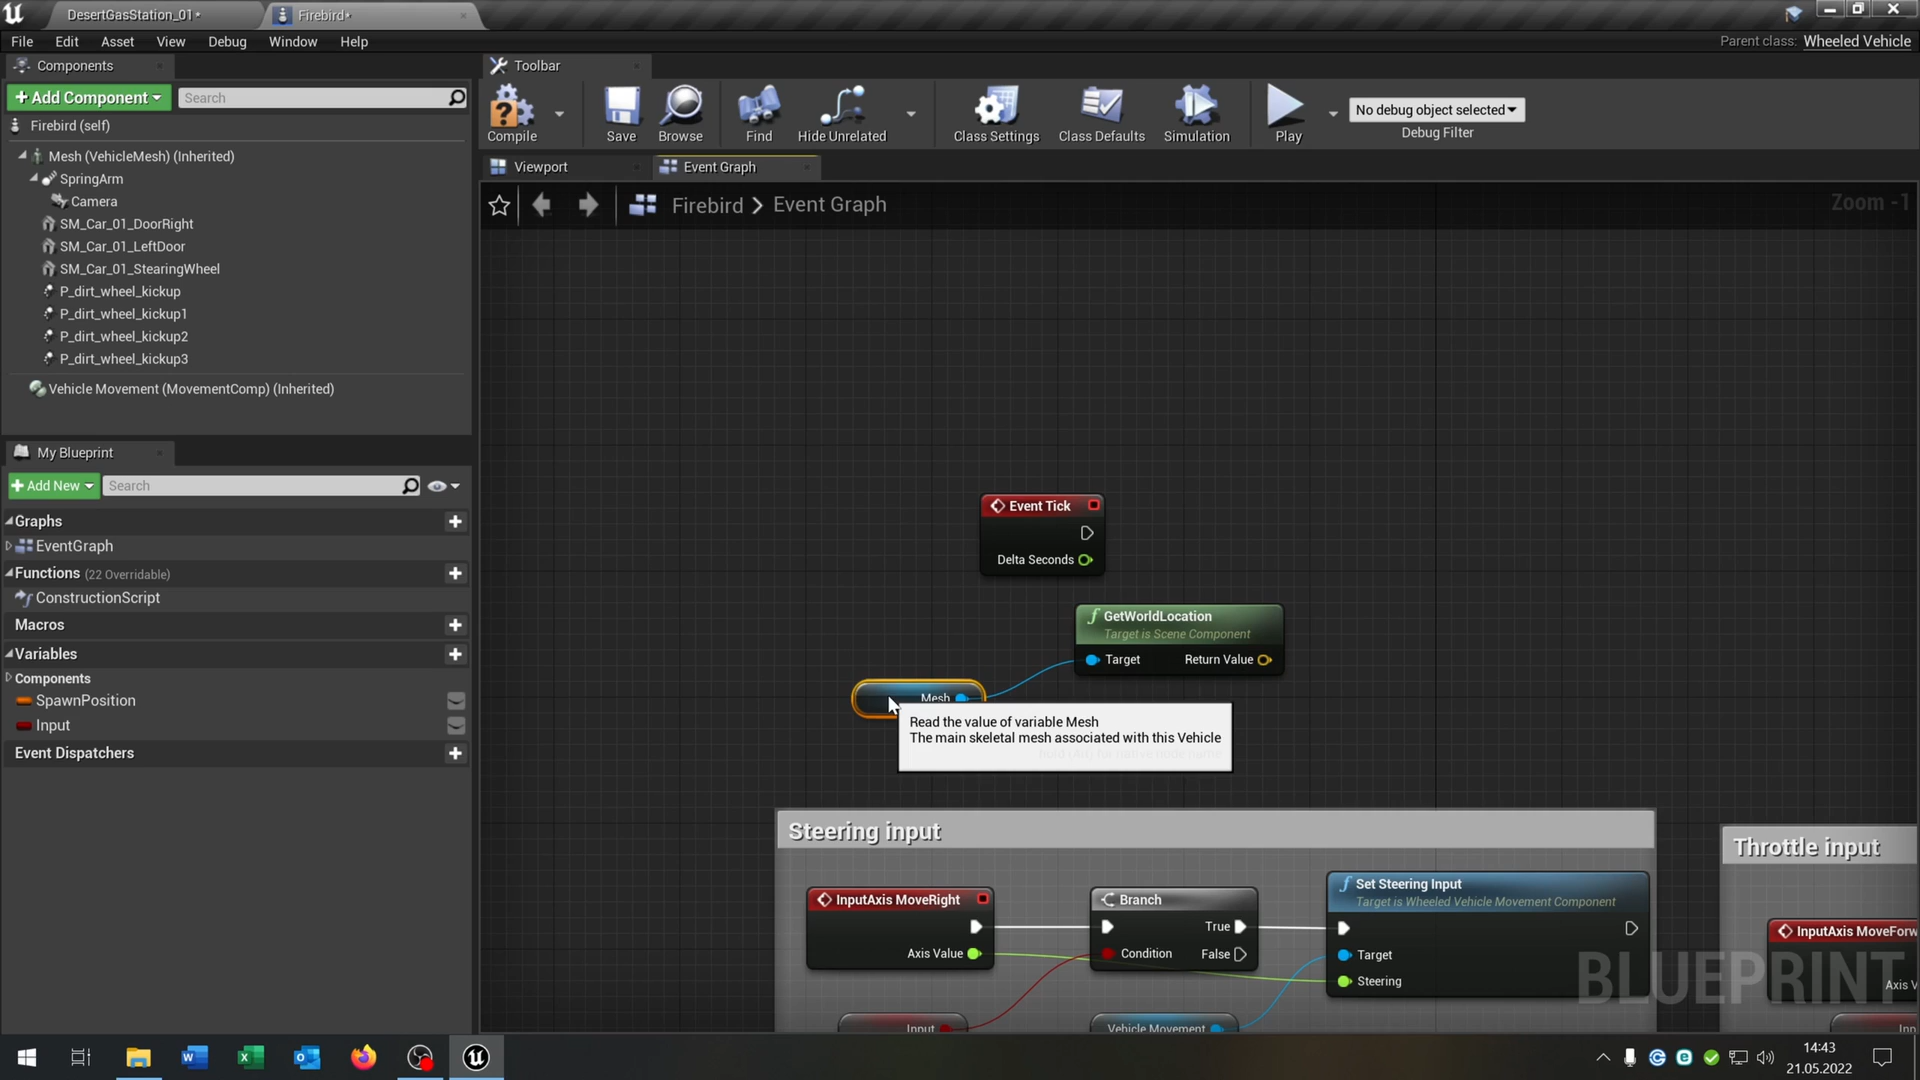 DesertGasStation_01*
Firebird*
File Edit Asset View Debug Window Help
Parent class: Wheeled Vehicle
Components
Toolbar
+ Add Component
Search
Firebird (self)
Mesh (VehicleMesh) (Inherited)
SpringArm
Camera
SM_Car_01_DoorRight
SM_Car_01_LeftDoor
SM_Car_01_StearingWheel
P_dirt_wheel_kickup
P_dirt_wheel_kickup1
P_dirt_wheel_kickup2
P_dirt_wheel_kickup3
Vehicle Movement (MovementComp) (Inherited)
Compile
Save
Browse
Find
Hide Unrelated
Class Settings
Class Defaults
Simulation
Play
No debug object selected
Debug Filter
Viewport
Event Graph
Firebird > Event Graph
Zoom -1
My Blueprint
+ Add New
Search
Graphs
EventGraph
Functions (22 Overridable)
ConstructionScript
Macros
Variables
Components
SpawnPosition
Input
Event Dispatchers
Event Tick
Delta Seconds
GetWorldLocation
Target is Scene Component
Target
Return Value
Mesh
Read the value of variable Mesh
The main skeletal mesh associated with this Vehicle
Steering input
InputAxis MoveRight
Axis Value
Branch
True
Condition
False
Set Steering Input
Target is Wheeled Vehicle Movement Component
Target
Steering
Input
Vehicle Movement
Throttle input
InputAxis MoveForw
Axis V
Inp
BLUEPRINT
14:43
21.05.2022